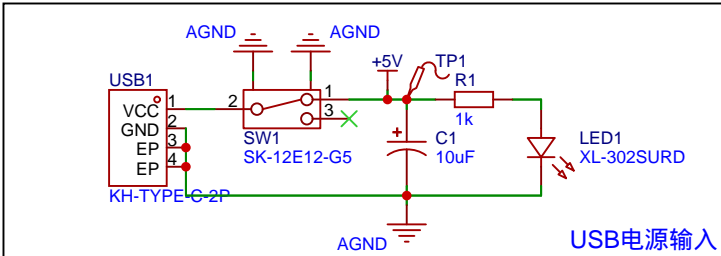 AGND
AGND
+5V
TP1
USB1
R1
VCC 1
GND 2
EP 3
EP 4
2
1
3
1k
SW1
SK-12E12-G5
+
C1
10uF
LED1
XL-302SURD
KH-TYPE-C-2P
AGND
USB电源输入